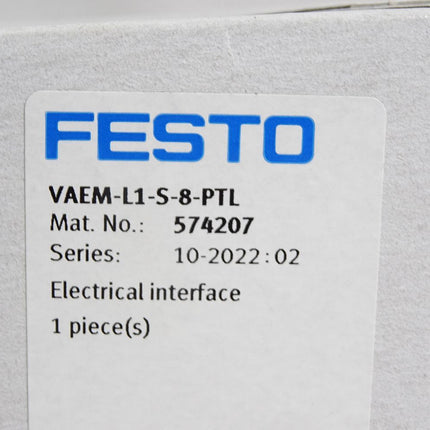 FESTO
VAEM-L1-S-8-PTL
Mat. No.: 574207
Series: 10-2022:02
Electrical interface
1 piece(s)